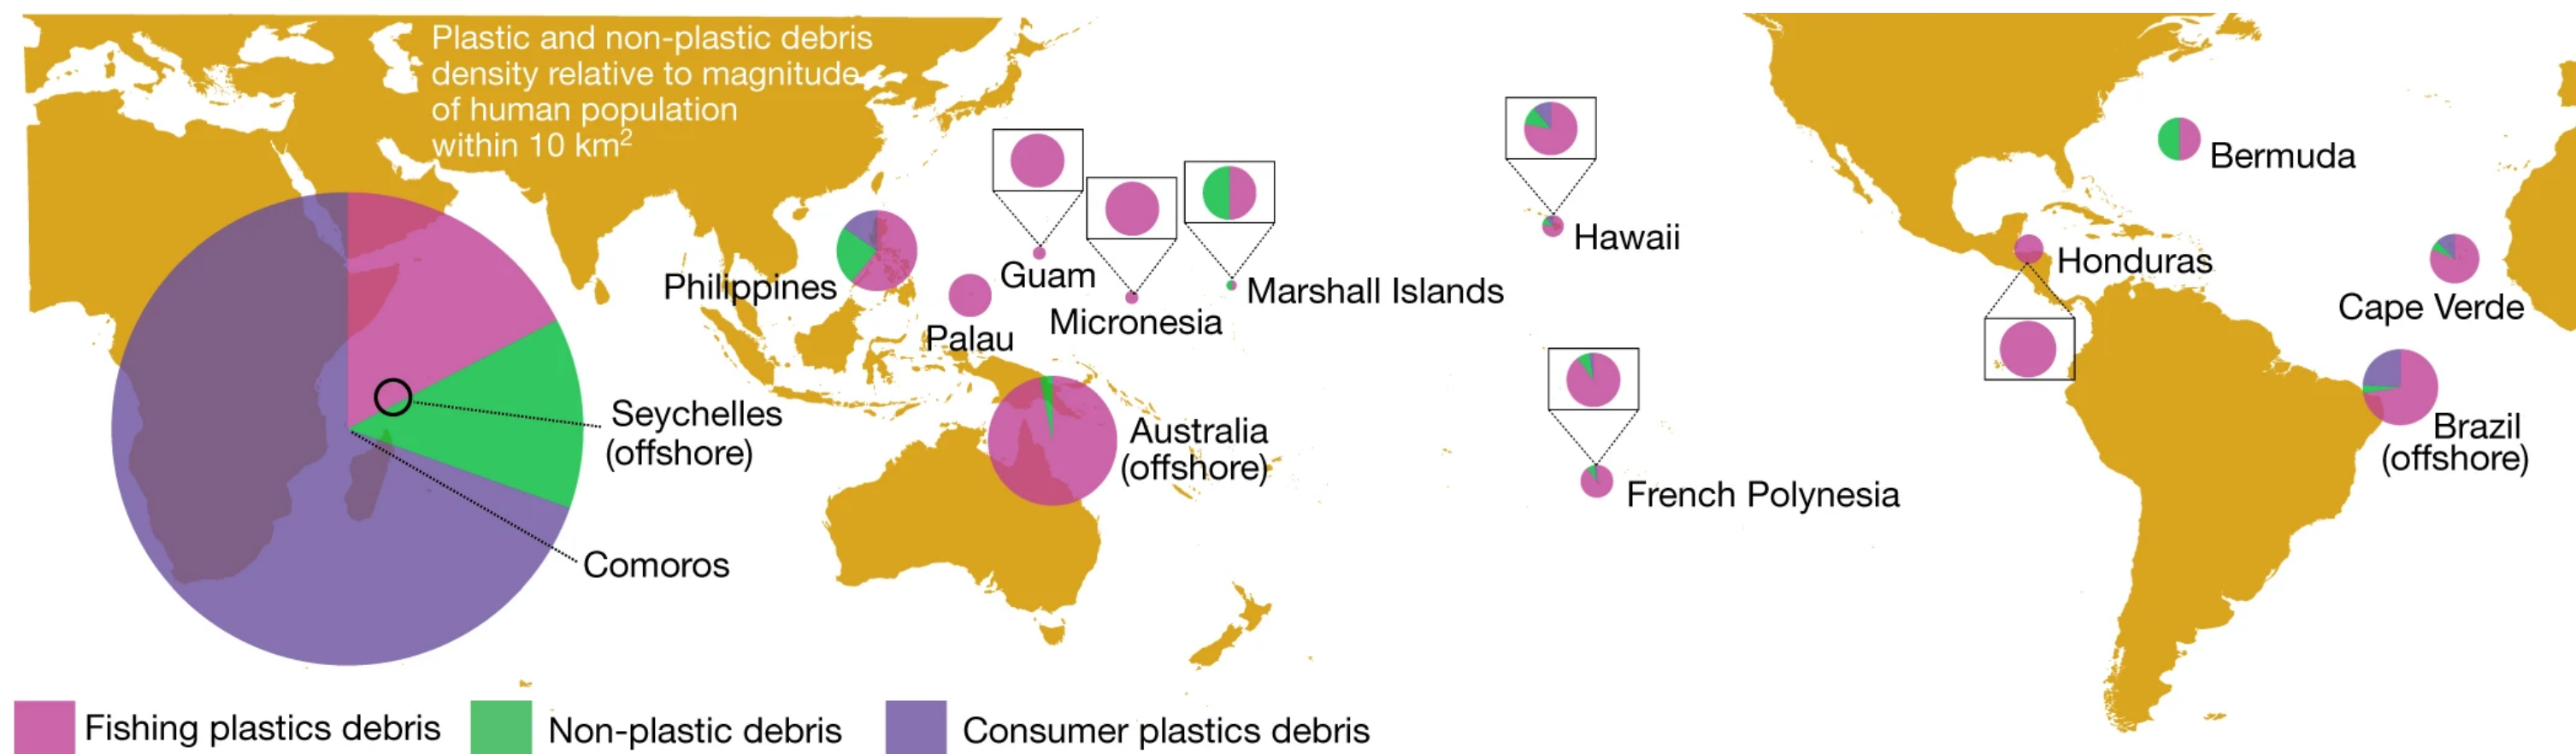 Plastic and non-plastic debris
density relative to magnitude
of human population
within 10 km²
Bermuda
Hawaii
Honduras
Guam
Philippines
Marshall Islands
Cape Verde
Micronesia
Palau
Seychelles
(offshore)
Australia
(offshore)
Brazil
(offshore)
French Polynesia
Comoros
Fishing plastics debris
Non-plastic debris
Consumer plastics debris